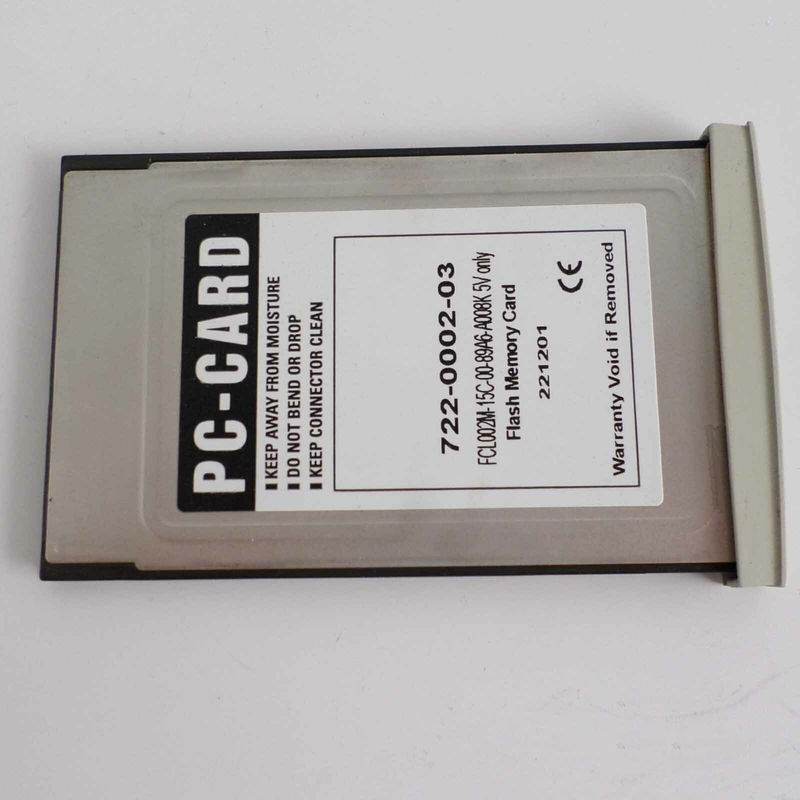 PC-CARD
KEEP AWAY FROM MOISTURE
DO NOT BEND OR DROP
KEEP CONNECTOR CLEAN
722-0002-03
FCL002M-15C-00-89A6-A008K 5V only
Flash Memory Card
221201
CE
Warranty Void if Removed